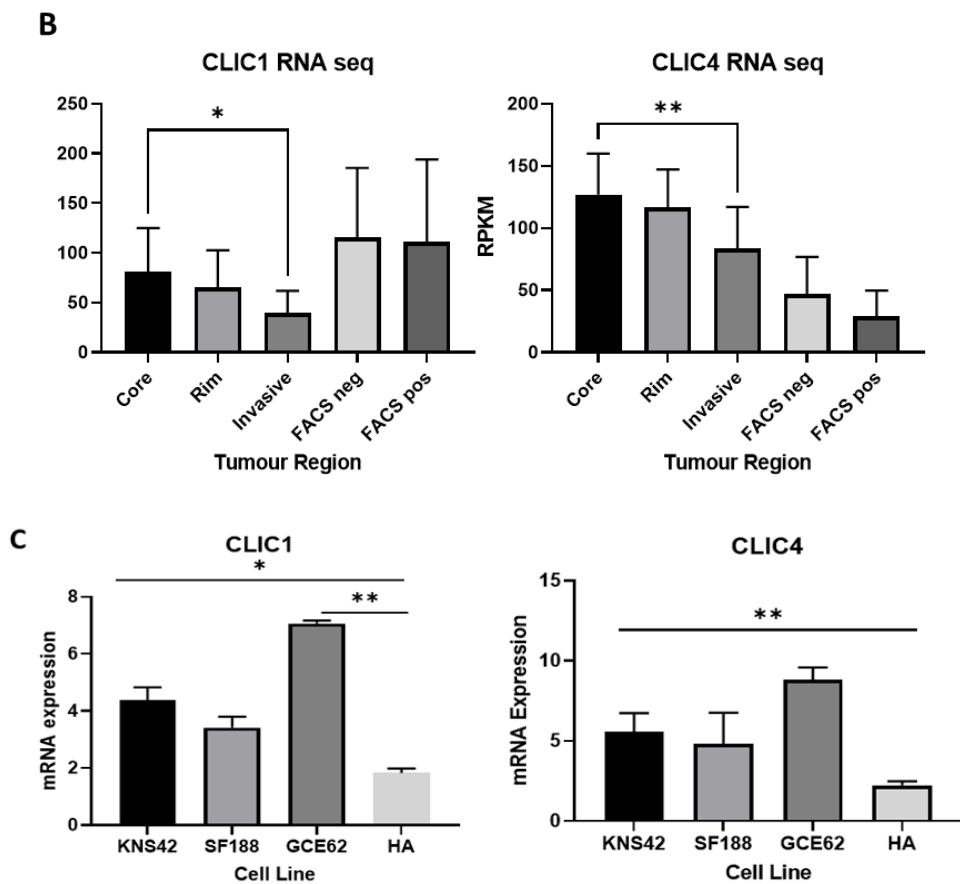 B
CLIC1 RNA seq
250
200
150
100
50
0
*
Core
Rim
Invasive
FACS neg
FACS pos
Tumour Region
CLIC4 RNA seq
RPKM
200
150
100
50
0
**
Core
Rim
Invasive
FACS neg
FACS pos
Tumour Region
C
CLIC1
*
**
mRNA expression
8
6
4
2
0
KNS42 SF188 GCE62 HA
Cell Line
CLIC4
**
mRNA Expression
15
10
5
0
KNS42 SF188 GCE62 HA
Cell Line